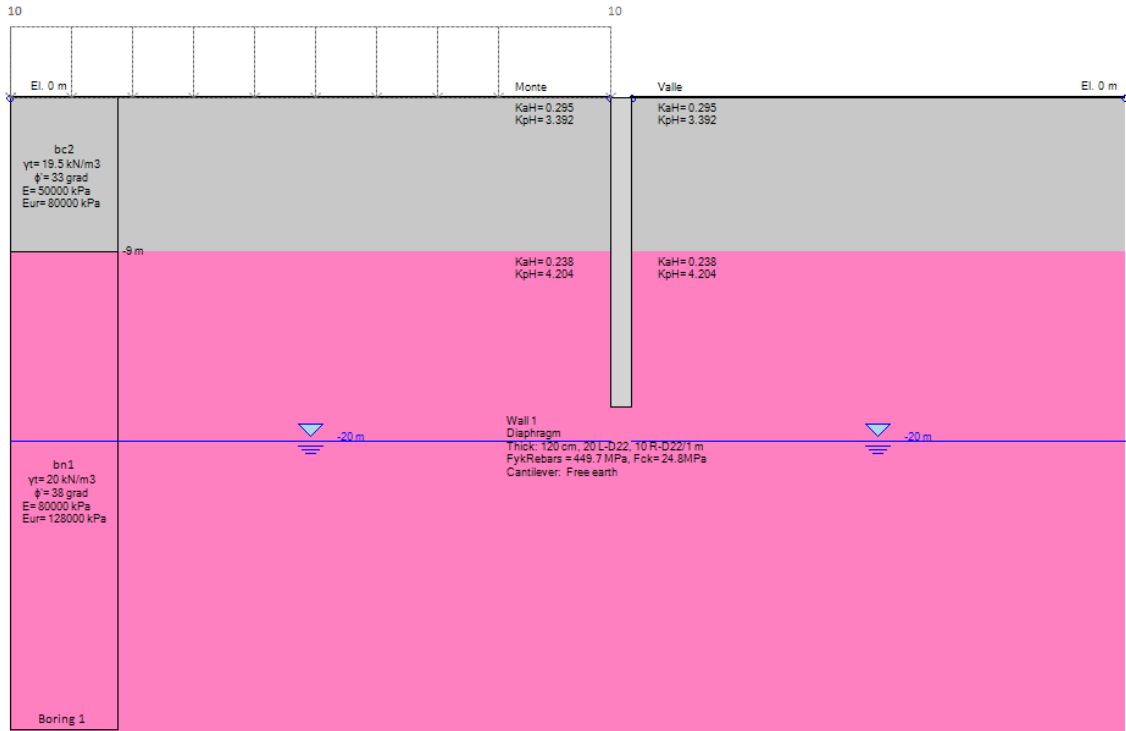 10
10
El. 0 m
Monte
Valle
El. 0 m
KaH= 0.295
KpH= 3.392
KaH= 0.295
KpH= 3.392
bc2
γt= 19.5 kN/m3
ϕ'= 33 grad
E= 50000 kPa
Eur= 80000 kPa
-9 m
KaH= 0.238
KpH= 4.204
KaH= 0.238
KpH= 4.204
Wall 1
Diaphragm
Thick: 120 cm, 20 L-D22, 10 R-D22/1 m
FykRebars = 449.7 MPa, Fck= 24.8MPa
Cantilever: Free earth
-20 m
-20 m
bn1
γt= 20 kN/m3
ϕ'= 38 grad
E= 80000 kPa
Eur= 128000 kPa
Boring 1